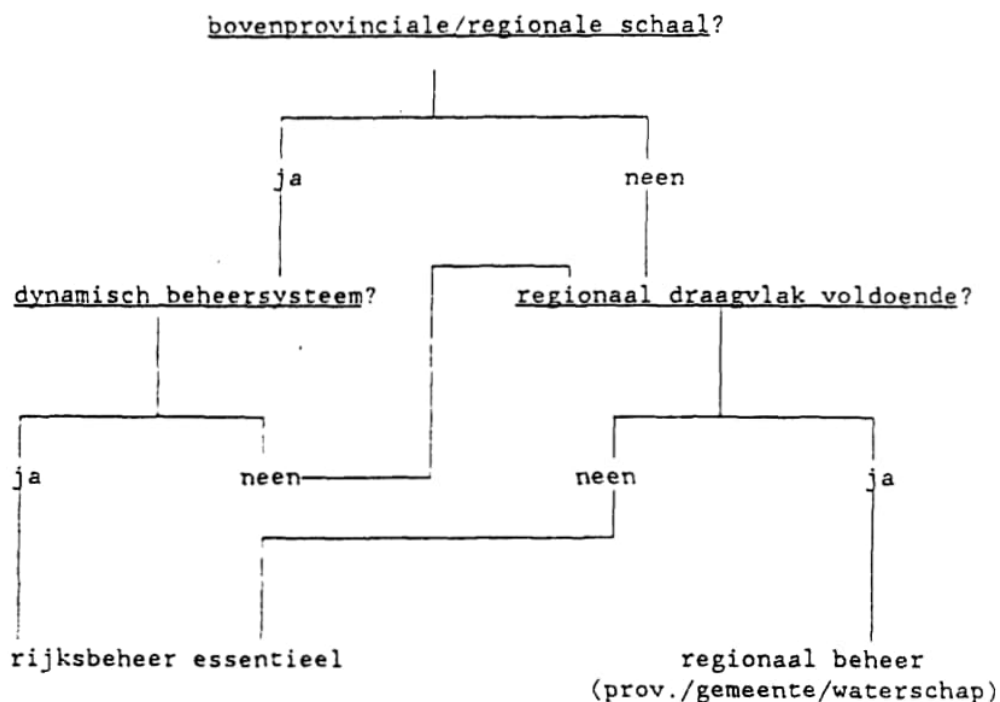 bovenprovinciale/regionale schaal?
ja
neen
dynamisch beheersysteem?
regionaal draagvlak voldoende?
ja
neen
neen
ja
rijksbeheer essentieel
regionaal beheer
(prov./gemeente/waterschap)